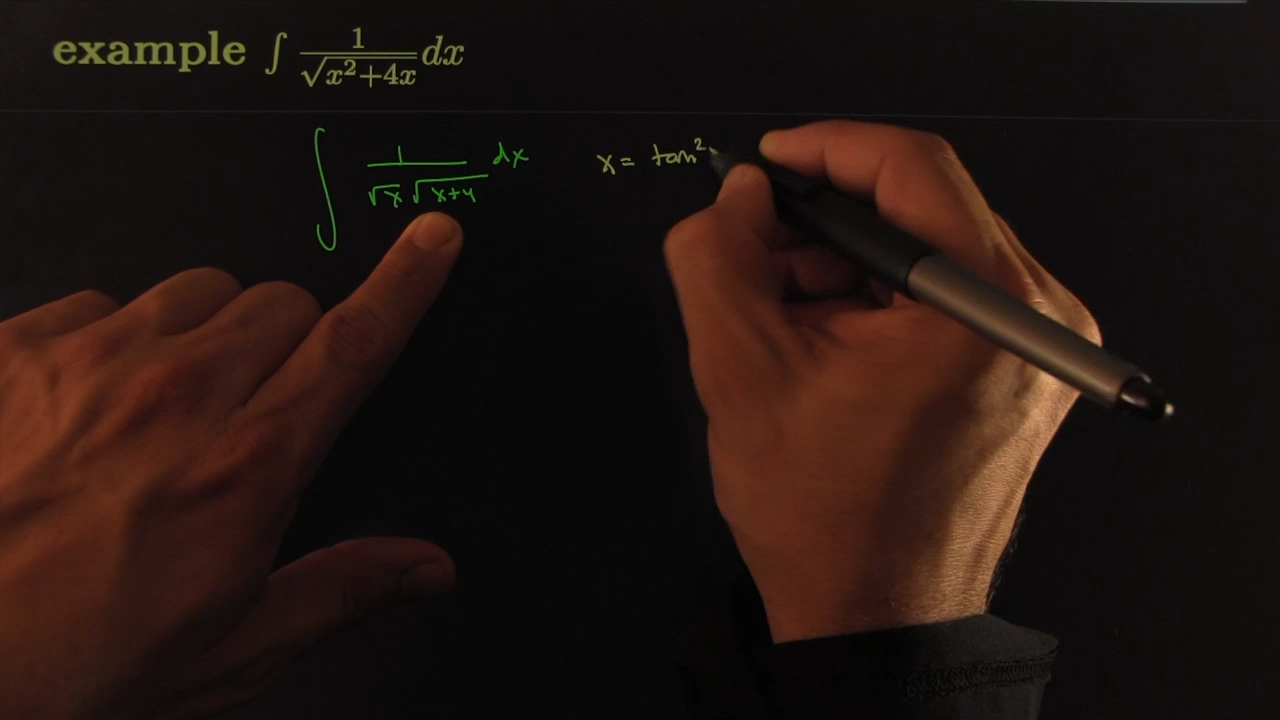 example ∫ 1/√(x²+4x) dx
∫ 1/(√x √(x+4)) dx x = tan²